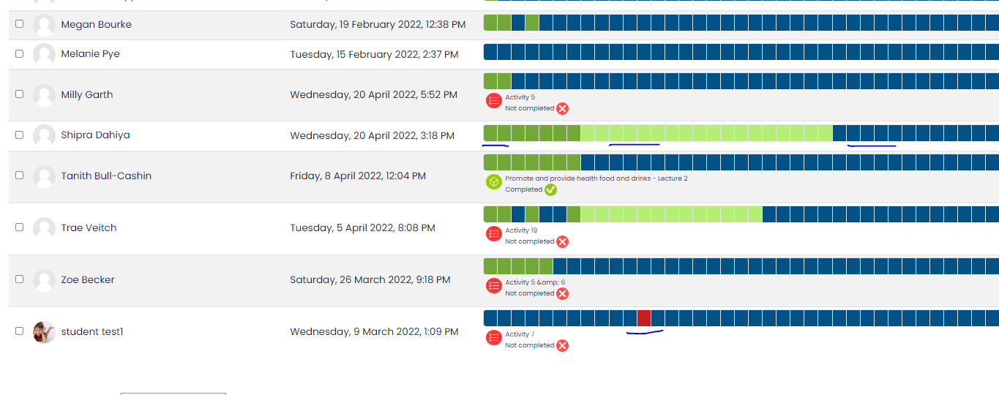 Megan Bourke Saturday, 19 February 2022, 12:38 PM
Melanie Pye Tuesday, 15 February 2022, 2:37 PM
Milly Garth Wednesday, 20 April 2022, 5:52 PM
Activity 5
Not completed
Shipra Dahiya Wednesday, 20 April 2022, 3:18 PM
Tanith Bull-Cashin Friday, 8 April 2022, 12:04 PM
Promote and provide health food and drinks - Lecture 2
Completed
Trae Veitch Tuesday, 5 April 2022, 8:08 PM
Activity 19
Not completed
Zoe Becker Saturday, 26 March 2022, 9:18 PM
Activity 5 &amp; 6
Not completed
student test1 Wednesday, 9 March 2022, 1:09 PM
Activity 7
Not completed